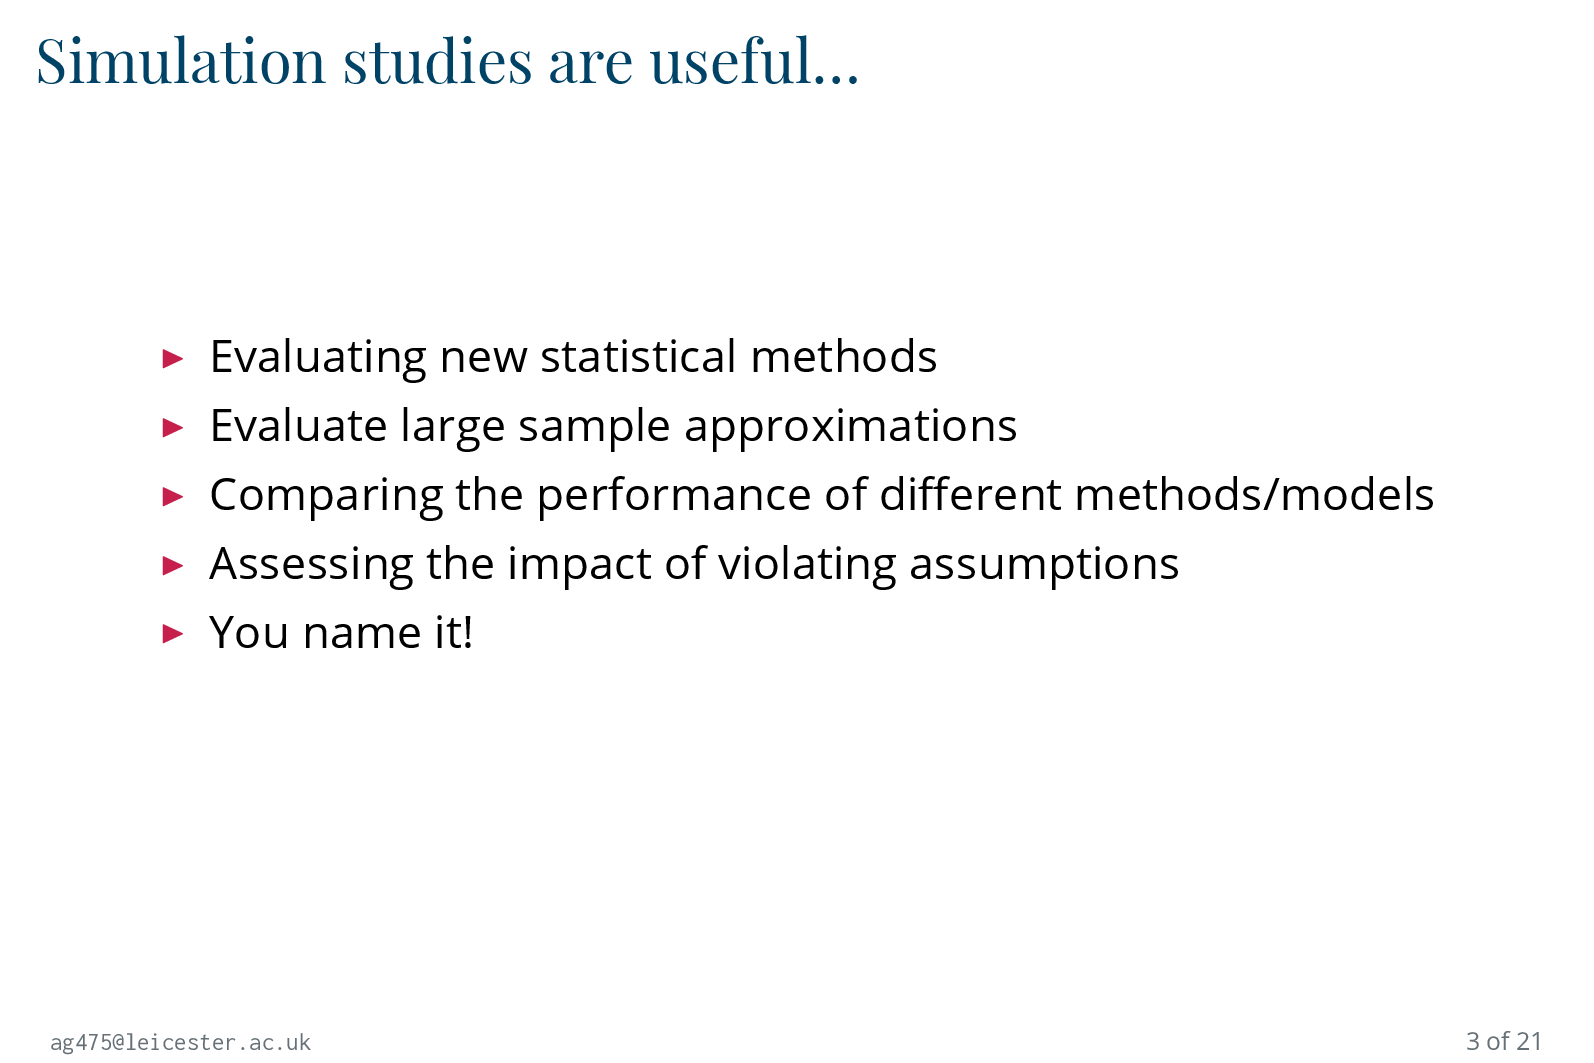 Simulation studies are useful...
▶ Evaluating new statistical methods
▶ Evaluate large sample approximations
▶ Comparing the performance of different methods/models
▶ Assessing the impact of violating assumptions
▶ You name it!
ag475@leicester.ac.uk
3 of 21